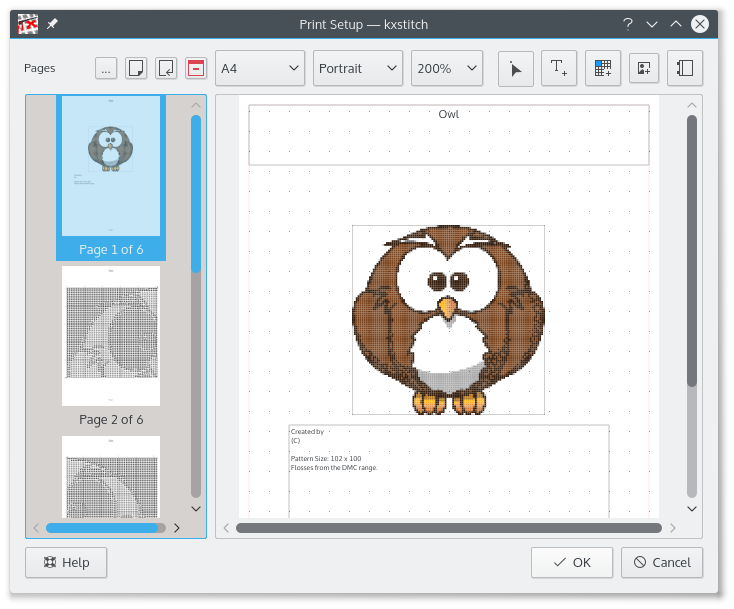 Print Setup — kxstitch
Pages
...
A4
Portrait
200%
T+
Page 1 of 6
Page 2 of 6
Owl
Created by
(C)
Pattern Size: 102 x 100
Flosses from the DMC range.
Help
OK
Cancel